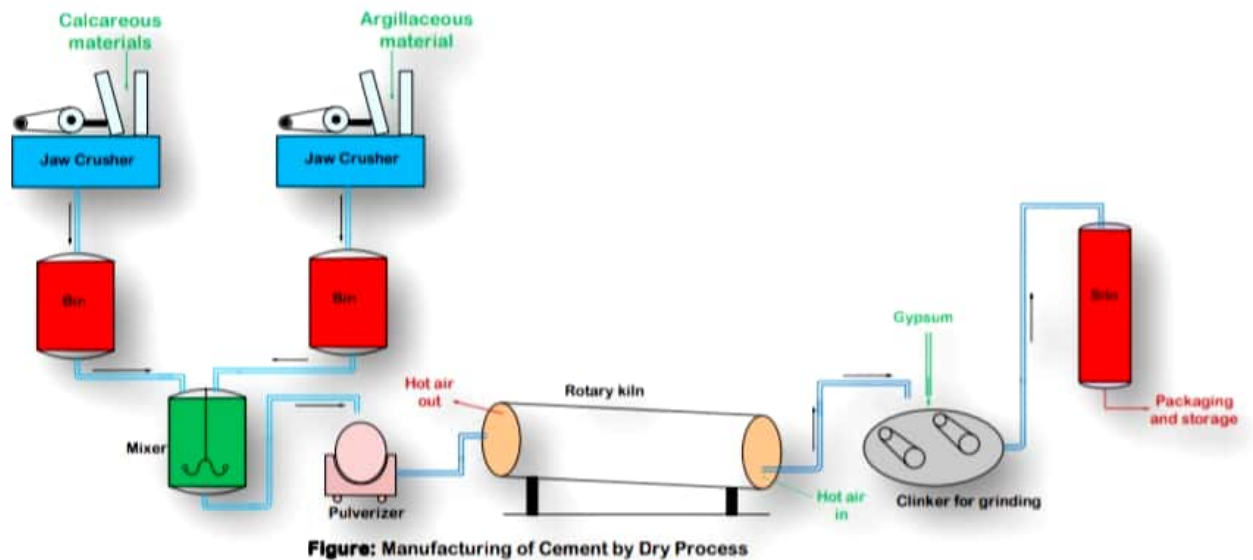 Calcareous
materials
Argillaceous
material
Jaw Crusher
Jaw Crusher
Bin
Bin
Mixer
Pulverizer
Hot air
out
Rotary kiln
Hot air
in
Gypsum
Clinker for grinding
Packaging
and storage
Figure: Manufacturing of Cement by Dry Process